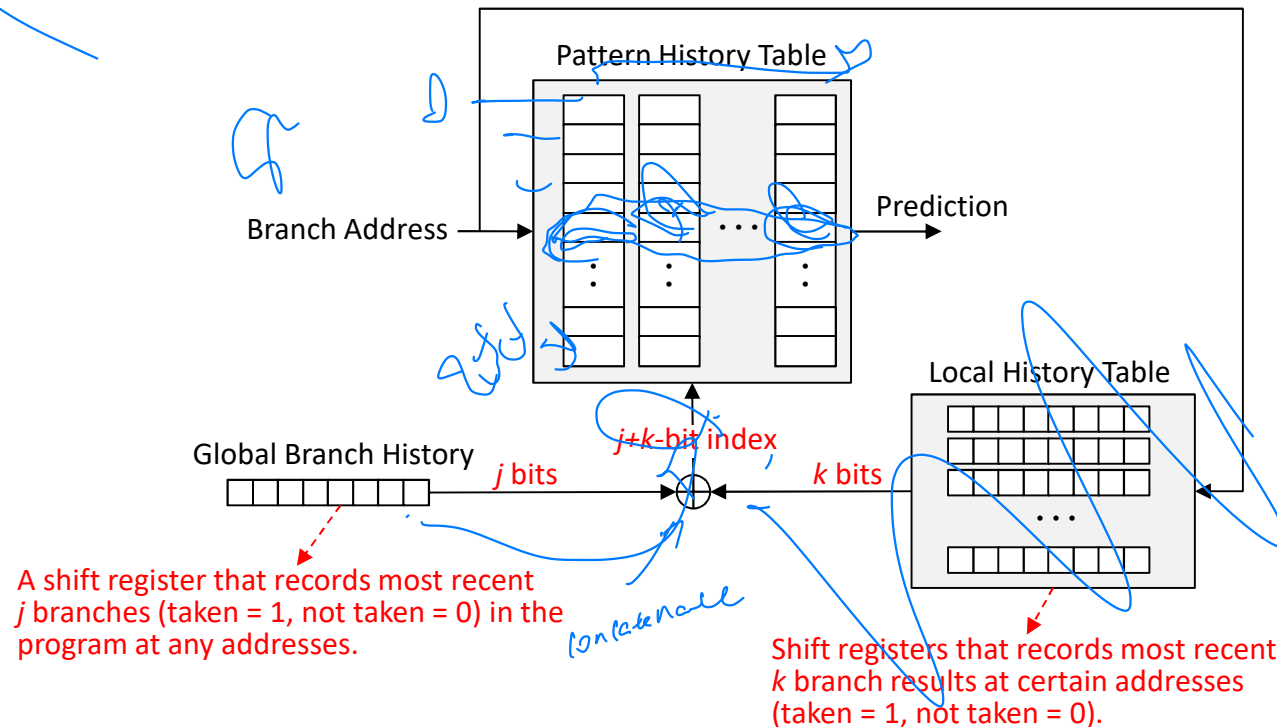 Pattern History Table
Branch Address
Prediction
Local History Table
j+k-bit index
Global Branch History
j bits
k bits
A shift register that records most recent
j branches (taken = 1, not taken = 0) in the
program at any addresses.
concatenate
Shift registers that records most recent
k branch results at certain addresses
(taken = 1, not taken = 0).